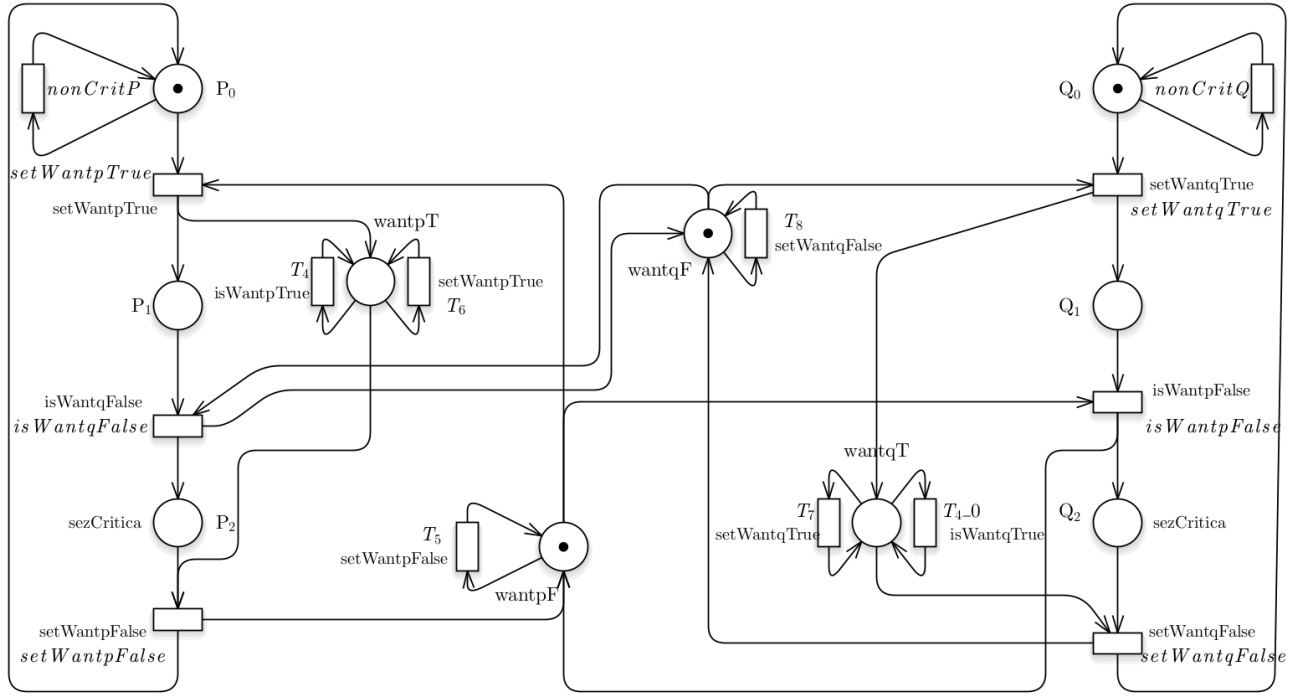 nonCritP
P₀
Q₀
nonCritQ
setWantpTrue
setWantpTrue
setWantqTrue
setWantqTrue
wantpT
T₈
setWantqFalse
wantqF
T₄
isWantpTrue
setWantpTrue
T₆
P₁
Q₁
isWantqFalse
isWantqFalse
isWantpFalse
isWantpFalse
wantqT
sezCritica
P₂
T₅
setWantpFalse
wantpF
T₇
setWantqTrue
T₄_0
isWantqTrue
Q₂
sezCritica
setWantpFalse
setWantpFalse
setWantqFalse
setWantqFalse